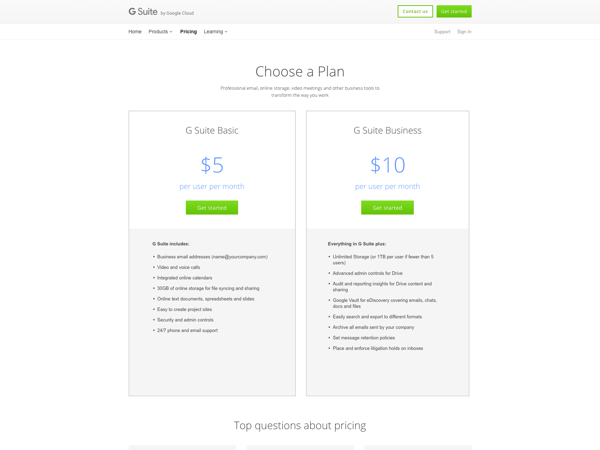 G Suite by Google Cloud
Contact us
Get started
Home
Products
Pricing
Learning
Support
Sign in
Choose a Plan
Professional email, online storage, video meetings and other business tools to
transform the way you work
G Suite Basic
$5
per user per month
Get started
G Suite includes:
• Business email addresses (name@yourcompany.com)
• Video and voice calls
• Integrated online calendars
• 30GB of online storage for file syncing and sharing
• Online text documents, spreadsheets and slides
• Easy to create project sites
• Security and admin controls
• 24/7 phone and email support
G Suite Business
$10
per user per month
Get started
Everything in G Suite plus:
• Unlimited Storage (or 1TB per user if fewer than 5
users)
• Advanced admin controls for Drive
• Audit and reporting insights for Drive content and
sharing
• Google Vault for eDiscovery covering emails, chats,
docs and files
• Easily search and export to different formats
• Archive all emails sent by your company
• Set message retention policies
• Place and enforce litigation holds on inboxes
Top questions about pricing